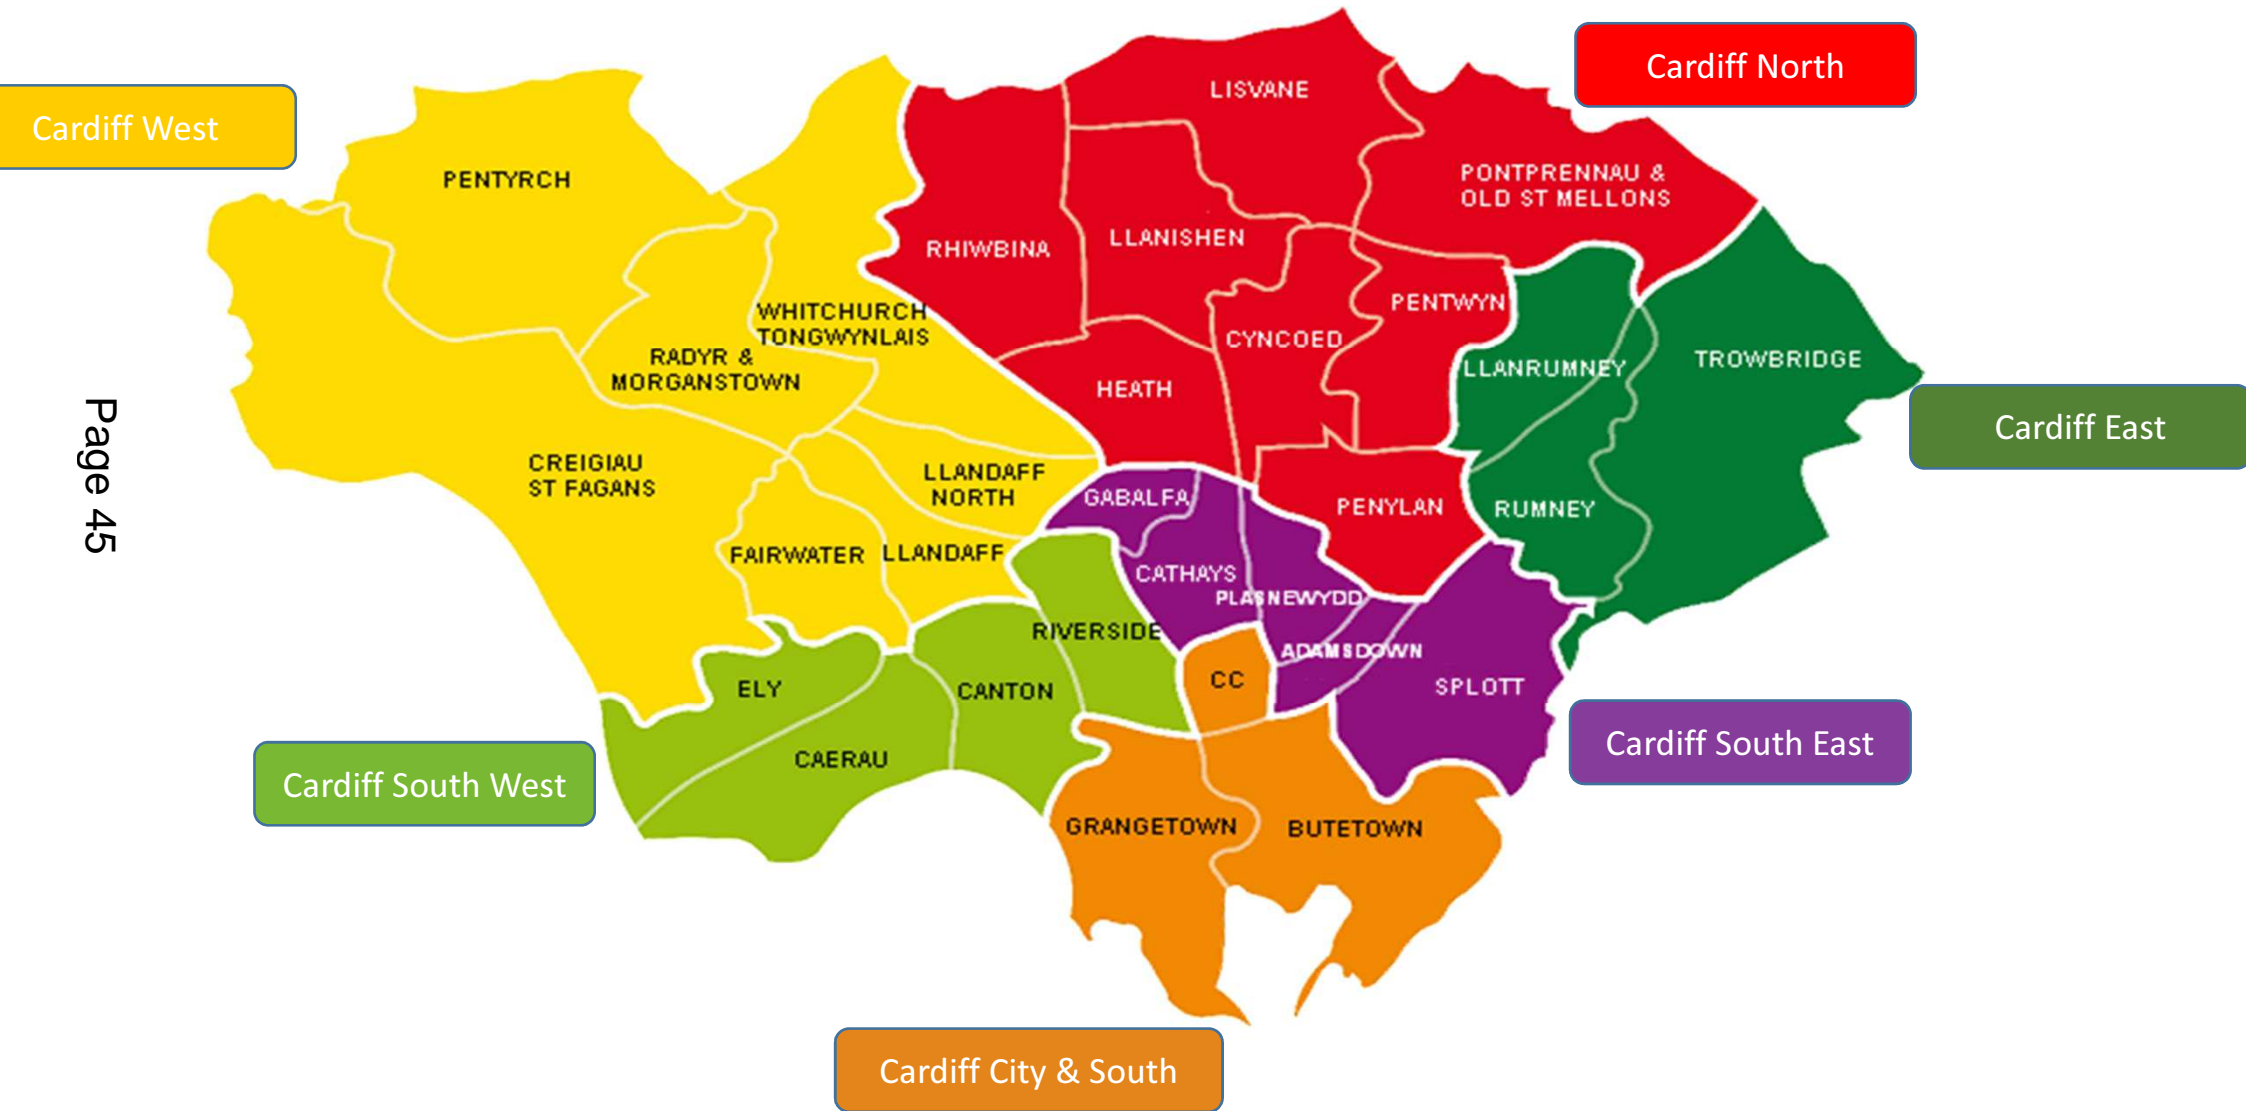 Cardiff North
Cardiff West
LISVANE
PENTYRCH
PONTPRENNAU &
OLD ST MELLONS
RHIWBINA
LLANISHEN
WHITCHURCH
TONGWYNLAIS
PENTWYN
CYNCOED
RADYR &
MORGANSTOWN
HEATH
LLANRUMNEY
TROWBRIDGE
Cardiff East
Page 45
CREIGIAU
ST FAGANS
LLANDAFF
NORTH
GABALFA
PENYLAN
RUMNEY
FAIRWATER
LLANDAFF
CATHAYS
PLASNEWYDD
RIVERSIDE
ADAMSDOWN
CC
ELY
CANTON
SPLOTT
CAERAU
Cardiff South East
Cardiff South West
GRANGETOWN
BUTETOWN
Cardiff City & South